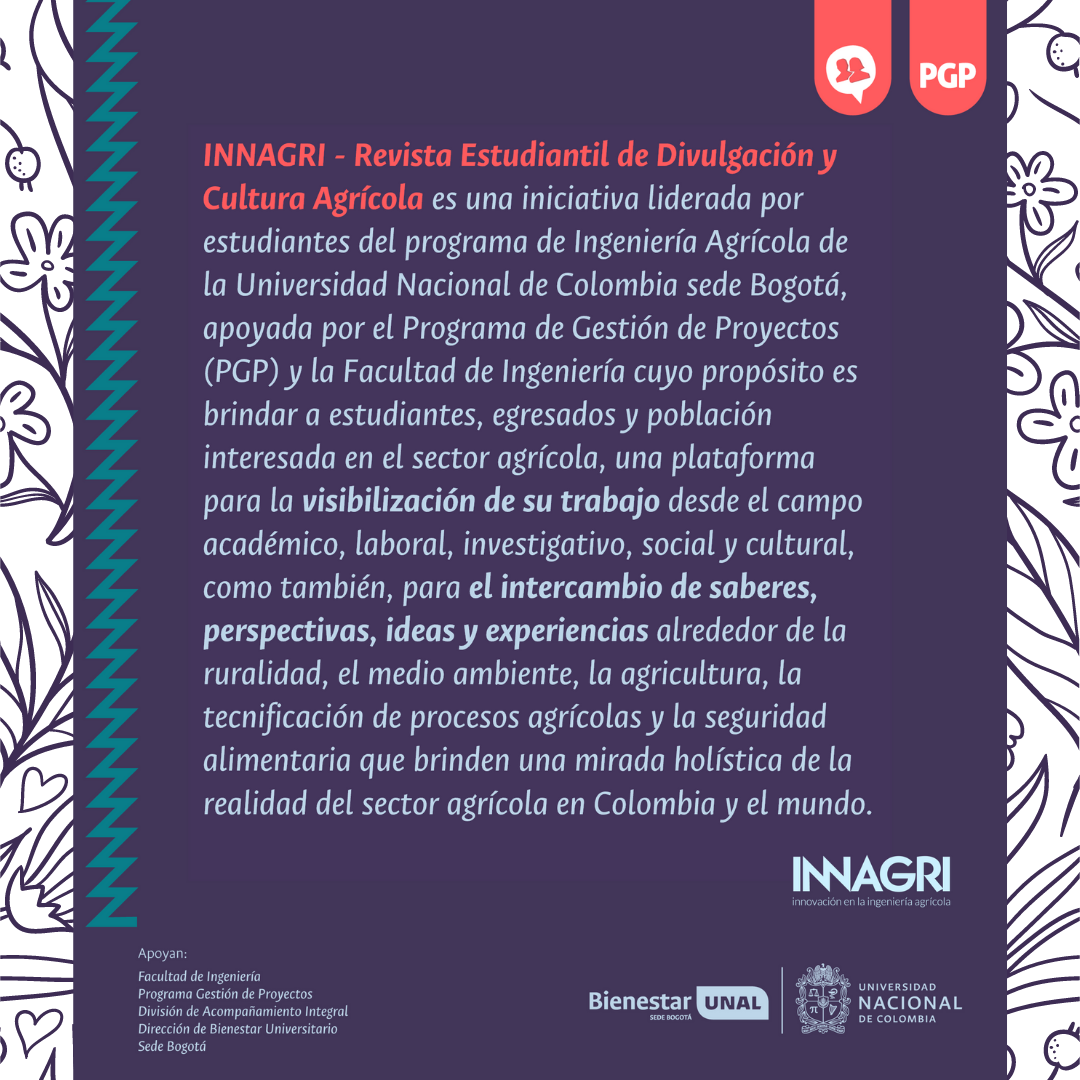 PGP
INNAGRI - Revista Estudiantil de Divulgación y
Cultura Agrícola es una iniciativa liderada por
estudiantes del programa de Ingeniería Agrícola de
la Universidad Nacional de Colombia sede Bogotá,
apoyada por el Programa de Gestión de Proyectos
(PGP) y la Facultad de Ingeniería cuyo propósito es
brindar a estudiantes, egresados y población
interesada en el sector agrícola, una plataforma
para la visibilización de su trabajo desde el campo
académico, laboral, investigativo, social y cultural,
como también, para el intercambio de saberes,
perspectivas, ideas y experiencias alrededor de la
ruralidad, el medio ambiente, la agricultura, la
tecnificación de procesos agrícolas y la seguridad
alimentaria que brinden una mirada holística de la
realidad del sector agrícola en Colombia y el mundo.
INNAGRI
innovación en la ingeniería agrícola
Apoyan:
Facultad de Ingeniería
Programa Gestión de Proyectos
División de Acompañamiento Integral
Dirección de Bienestar Universitario
Sede Bogotá
Bienestar UNAL
SEDE BOGOTÁ
UNIVERSIDAD
NACIONAL
DE COLOMBIA